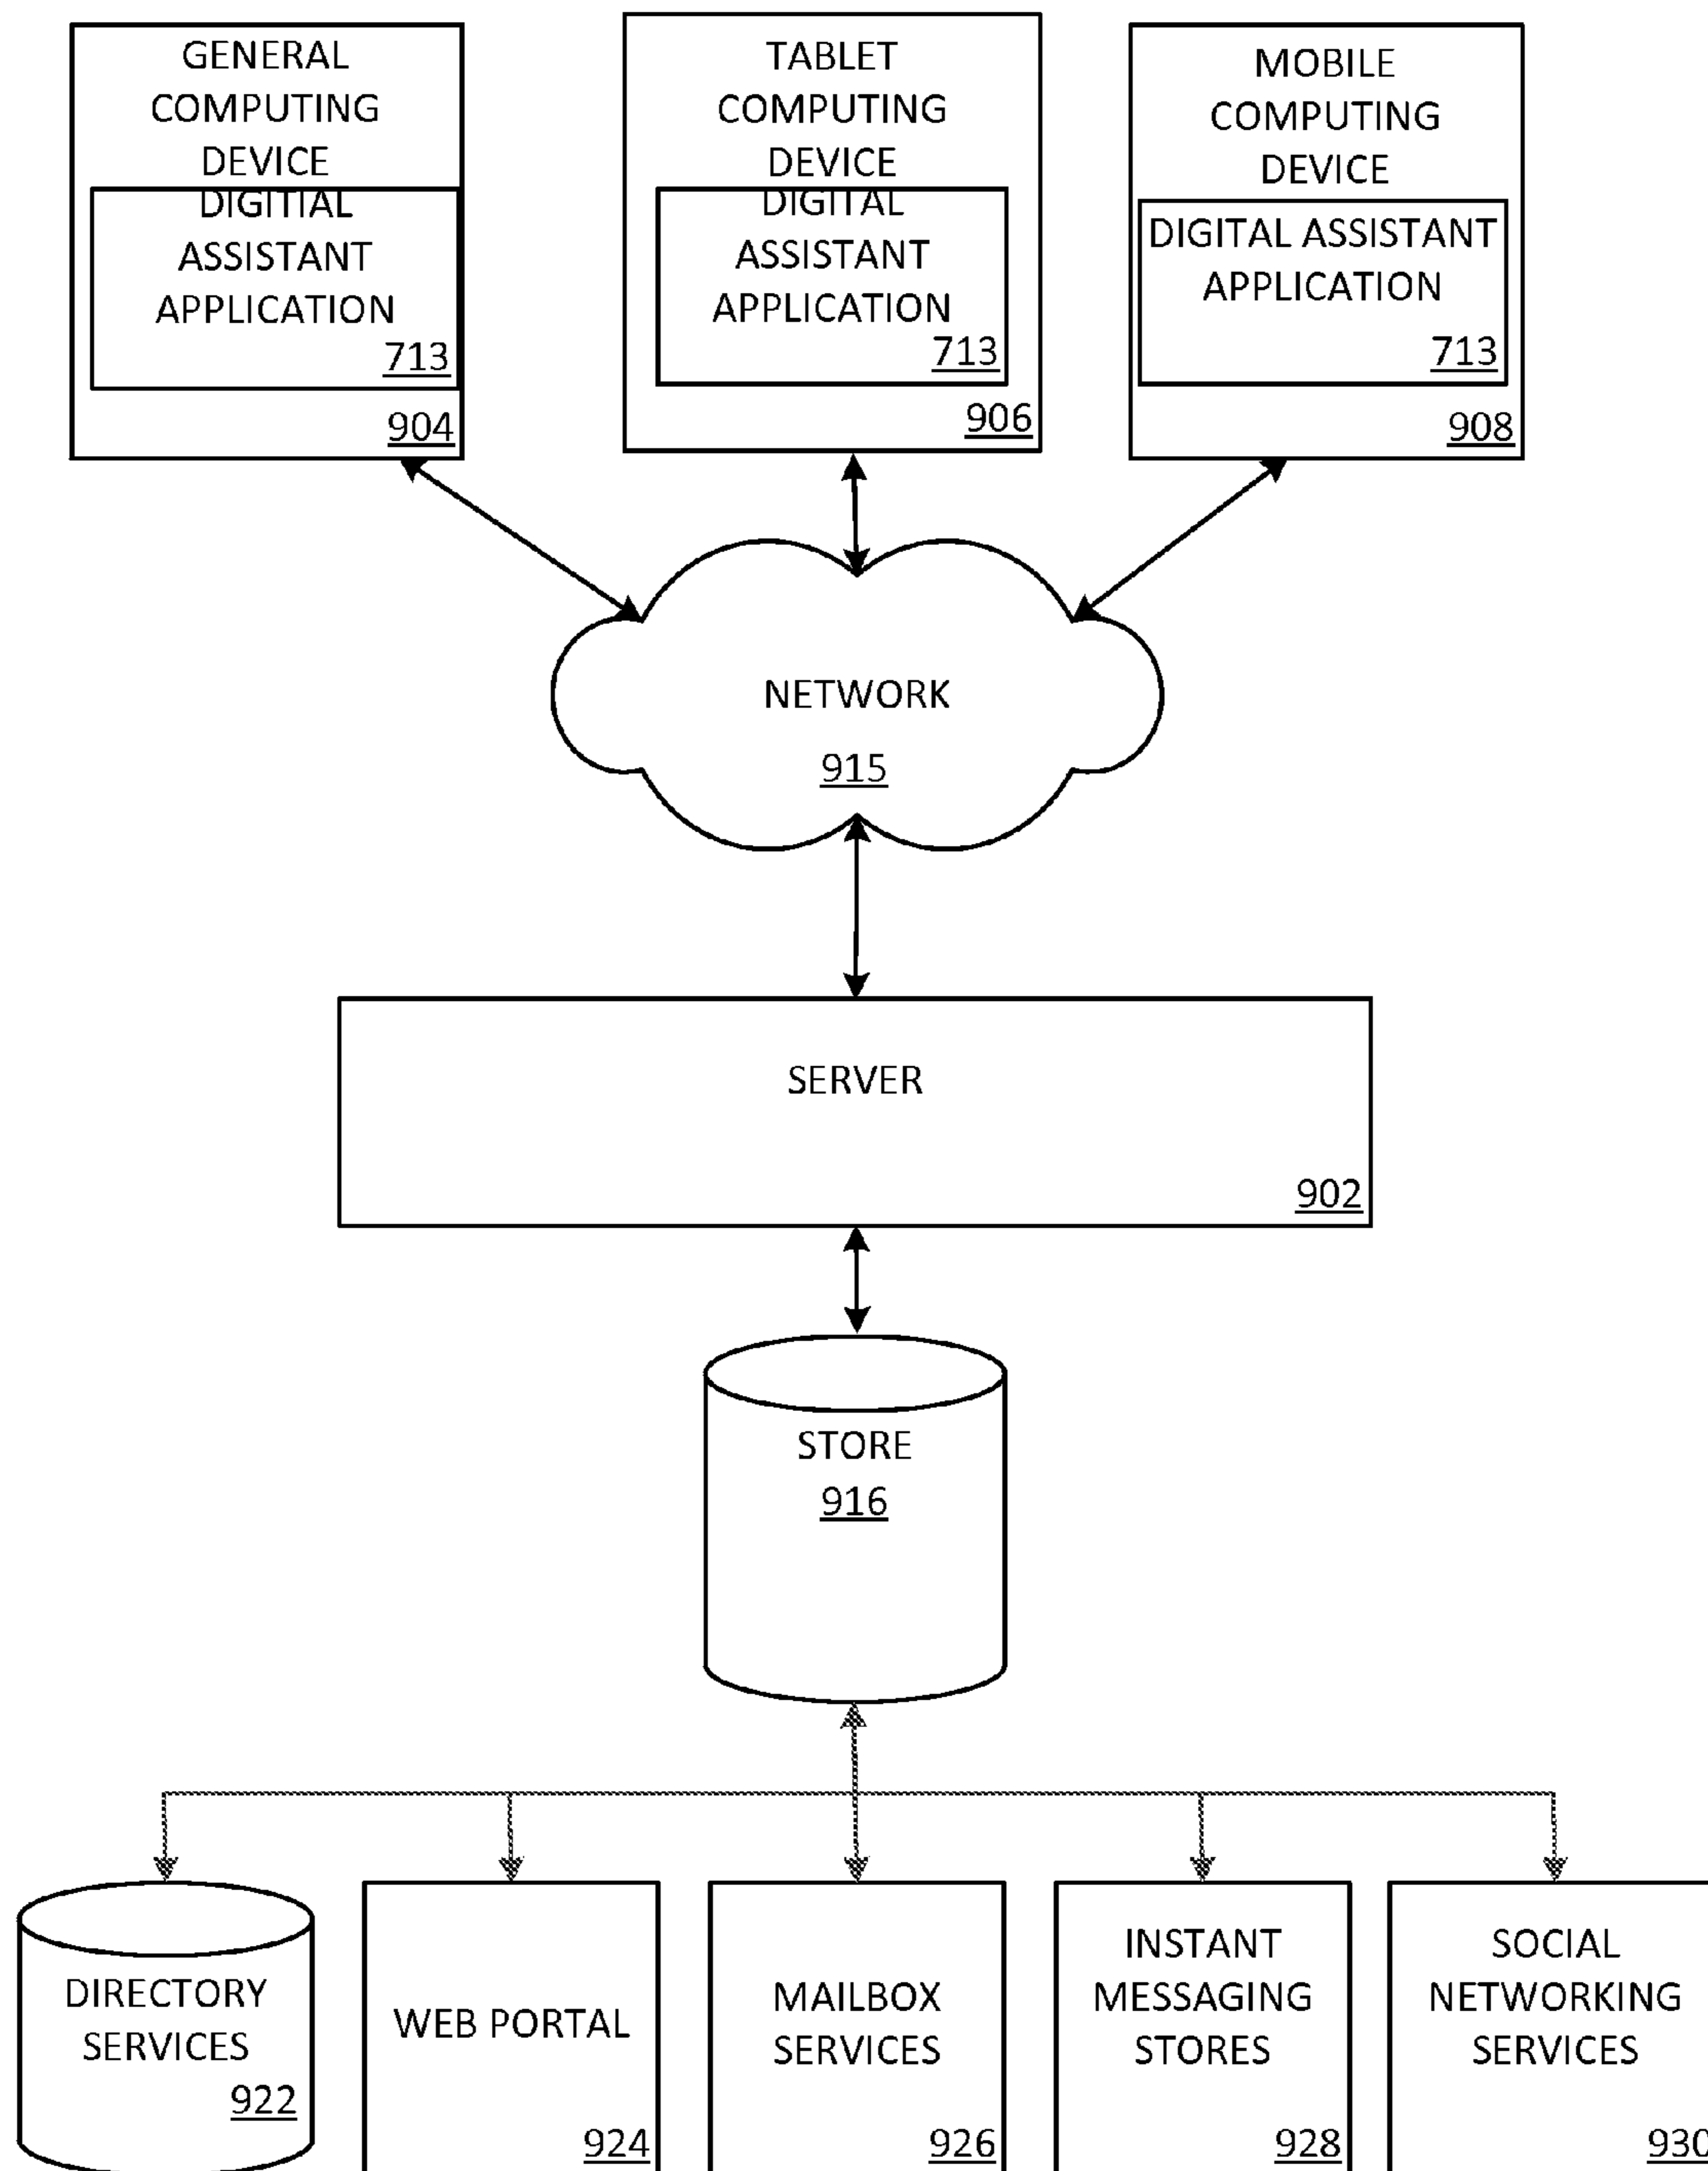 GENERAL
COMPUTING
DEVICE
DIGITIAL
ASSISTANT
APPLICATION
713
904
TABLET
COMPUTING
DEVICE
DIGITAL
ASSISTANT
APPLICATION
713
906
MOBILE
COMPUTING
DEVICE
DIGITAL ASSISTANT
APPLICATION
713
908
NETWORK
915
SERVER
902
STORE
916
DIRECTORY
SERVICES
922
WEB PORTAL
924
MAILBOX
SERVICES
926
INSTANT
MESSAGING
STORES
928
SOCIAL
NETWORKING
SERVICES
930